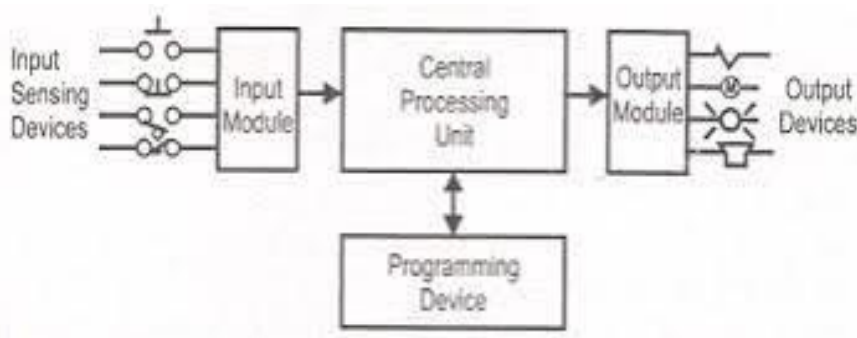 Input
Sensing
Devices
Input
Module
Central
Processing
Unit
Output
Module
M
Output
Devices
Programming
Device